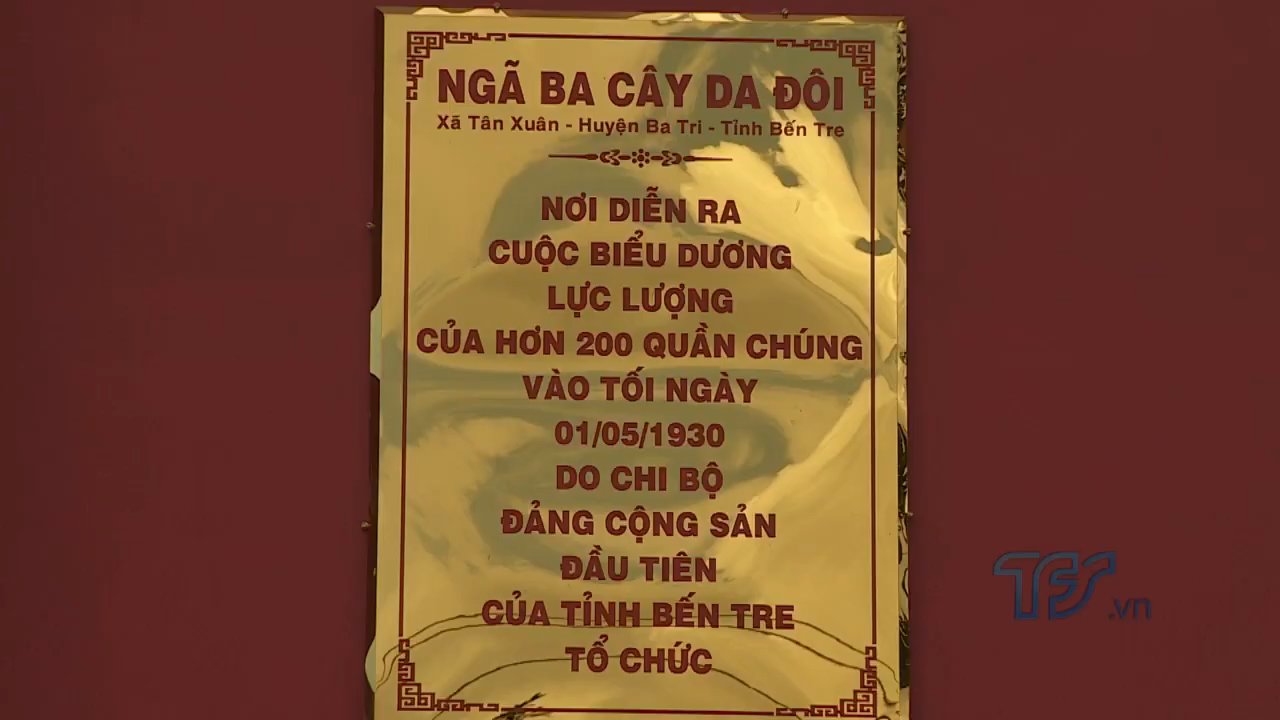 NGÃ BA CÂY DA ĐÔI
Xã Tân Xuân - Huyện Ba Tri - Tỉnh Bến Tre
NƠI DIỄN RA
CUỘC BIỂU DƯƠNG
LỰC LƯỢNG
CỦA HƠN 200 QUẦN CHÚNG
VÀO TỐI NGÀY
01/05/1930
DO CHI BỘ
ĐẢNG CỘNG SẢN
ĐẦU TIÊN
CỦA TỈNH BẾN TRE
TỔ CHỨC
TFS.vn